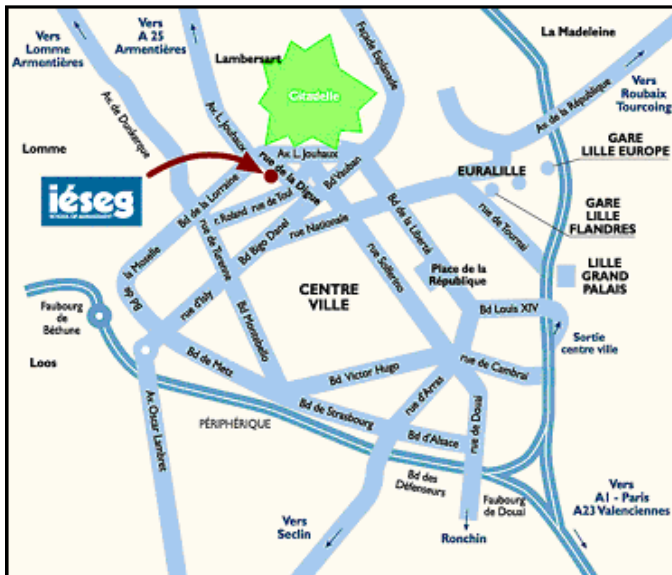 Vers
Lomme
Armentières
Vers
A 25
Armentières
Lambersart
Citadelle
Façade Esplanade
La Madeleine
Vers
Roubaix
Tourcoing
Av. de la République
Av. de Dunkerque
Av. L. Jouhaux
Av. L. Jouhaux
Lomme
iéseg
SCHOOL OF MANAGEMENT
rue de la Digue
Bd Vauban
Bd de la Lorraine
r. Roland
rue de Toul
EURALILLE
GARE
LILLE EUROPE
GARE
LILLE
FLANDRES
rue de Tournai
Bd de la Liberté
rue Nationale
Bd Bigo Danel
rue de Turenne
Bd de
la Moselle
rue d'Isly
rue Solférino
CENTRE
VILLE
Place de la
République
LILLE
GRAND
PALAIS
Bd Louis XIV
Sortie
centre ville
Faubourg
de
Béthune
Loos
Bd Montebello
Bd de Metz
Bd Victor Hugo
rue de Cambrai
rue d'Arras
rue de Douai
Bd de Strasbourg
Bd d'Alsace
PÉRIPHÉRIQUE
Av. Oscar Lambret
Bd des
Défenseurs
Faubourg
de Douai
Vers
Seclin
Ronchin
Vers
A1 - Paris
A23 Valenciennes